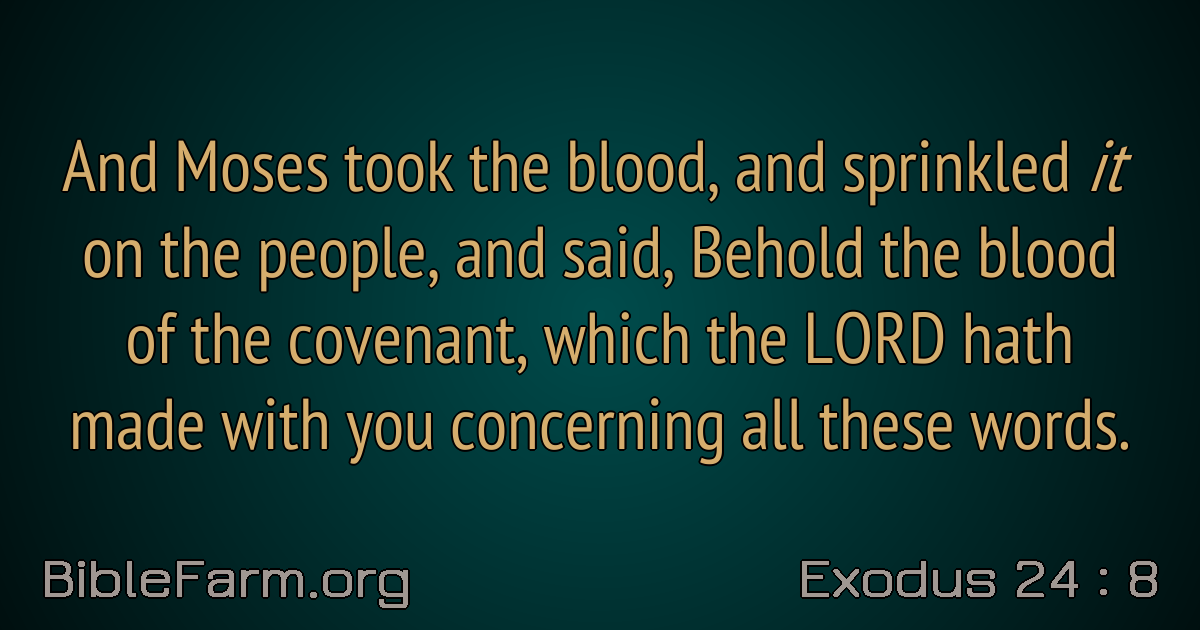 And Moses took the blood, and sprinkled it
on the people, and said, Behold the blood
of the covenant, which the LORD hath
made with you concerning all these words.
BibleFarm.org
Exodus 24 : 8